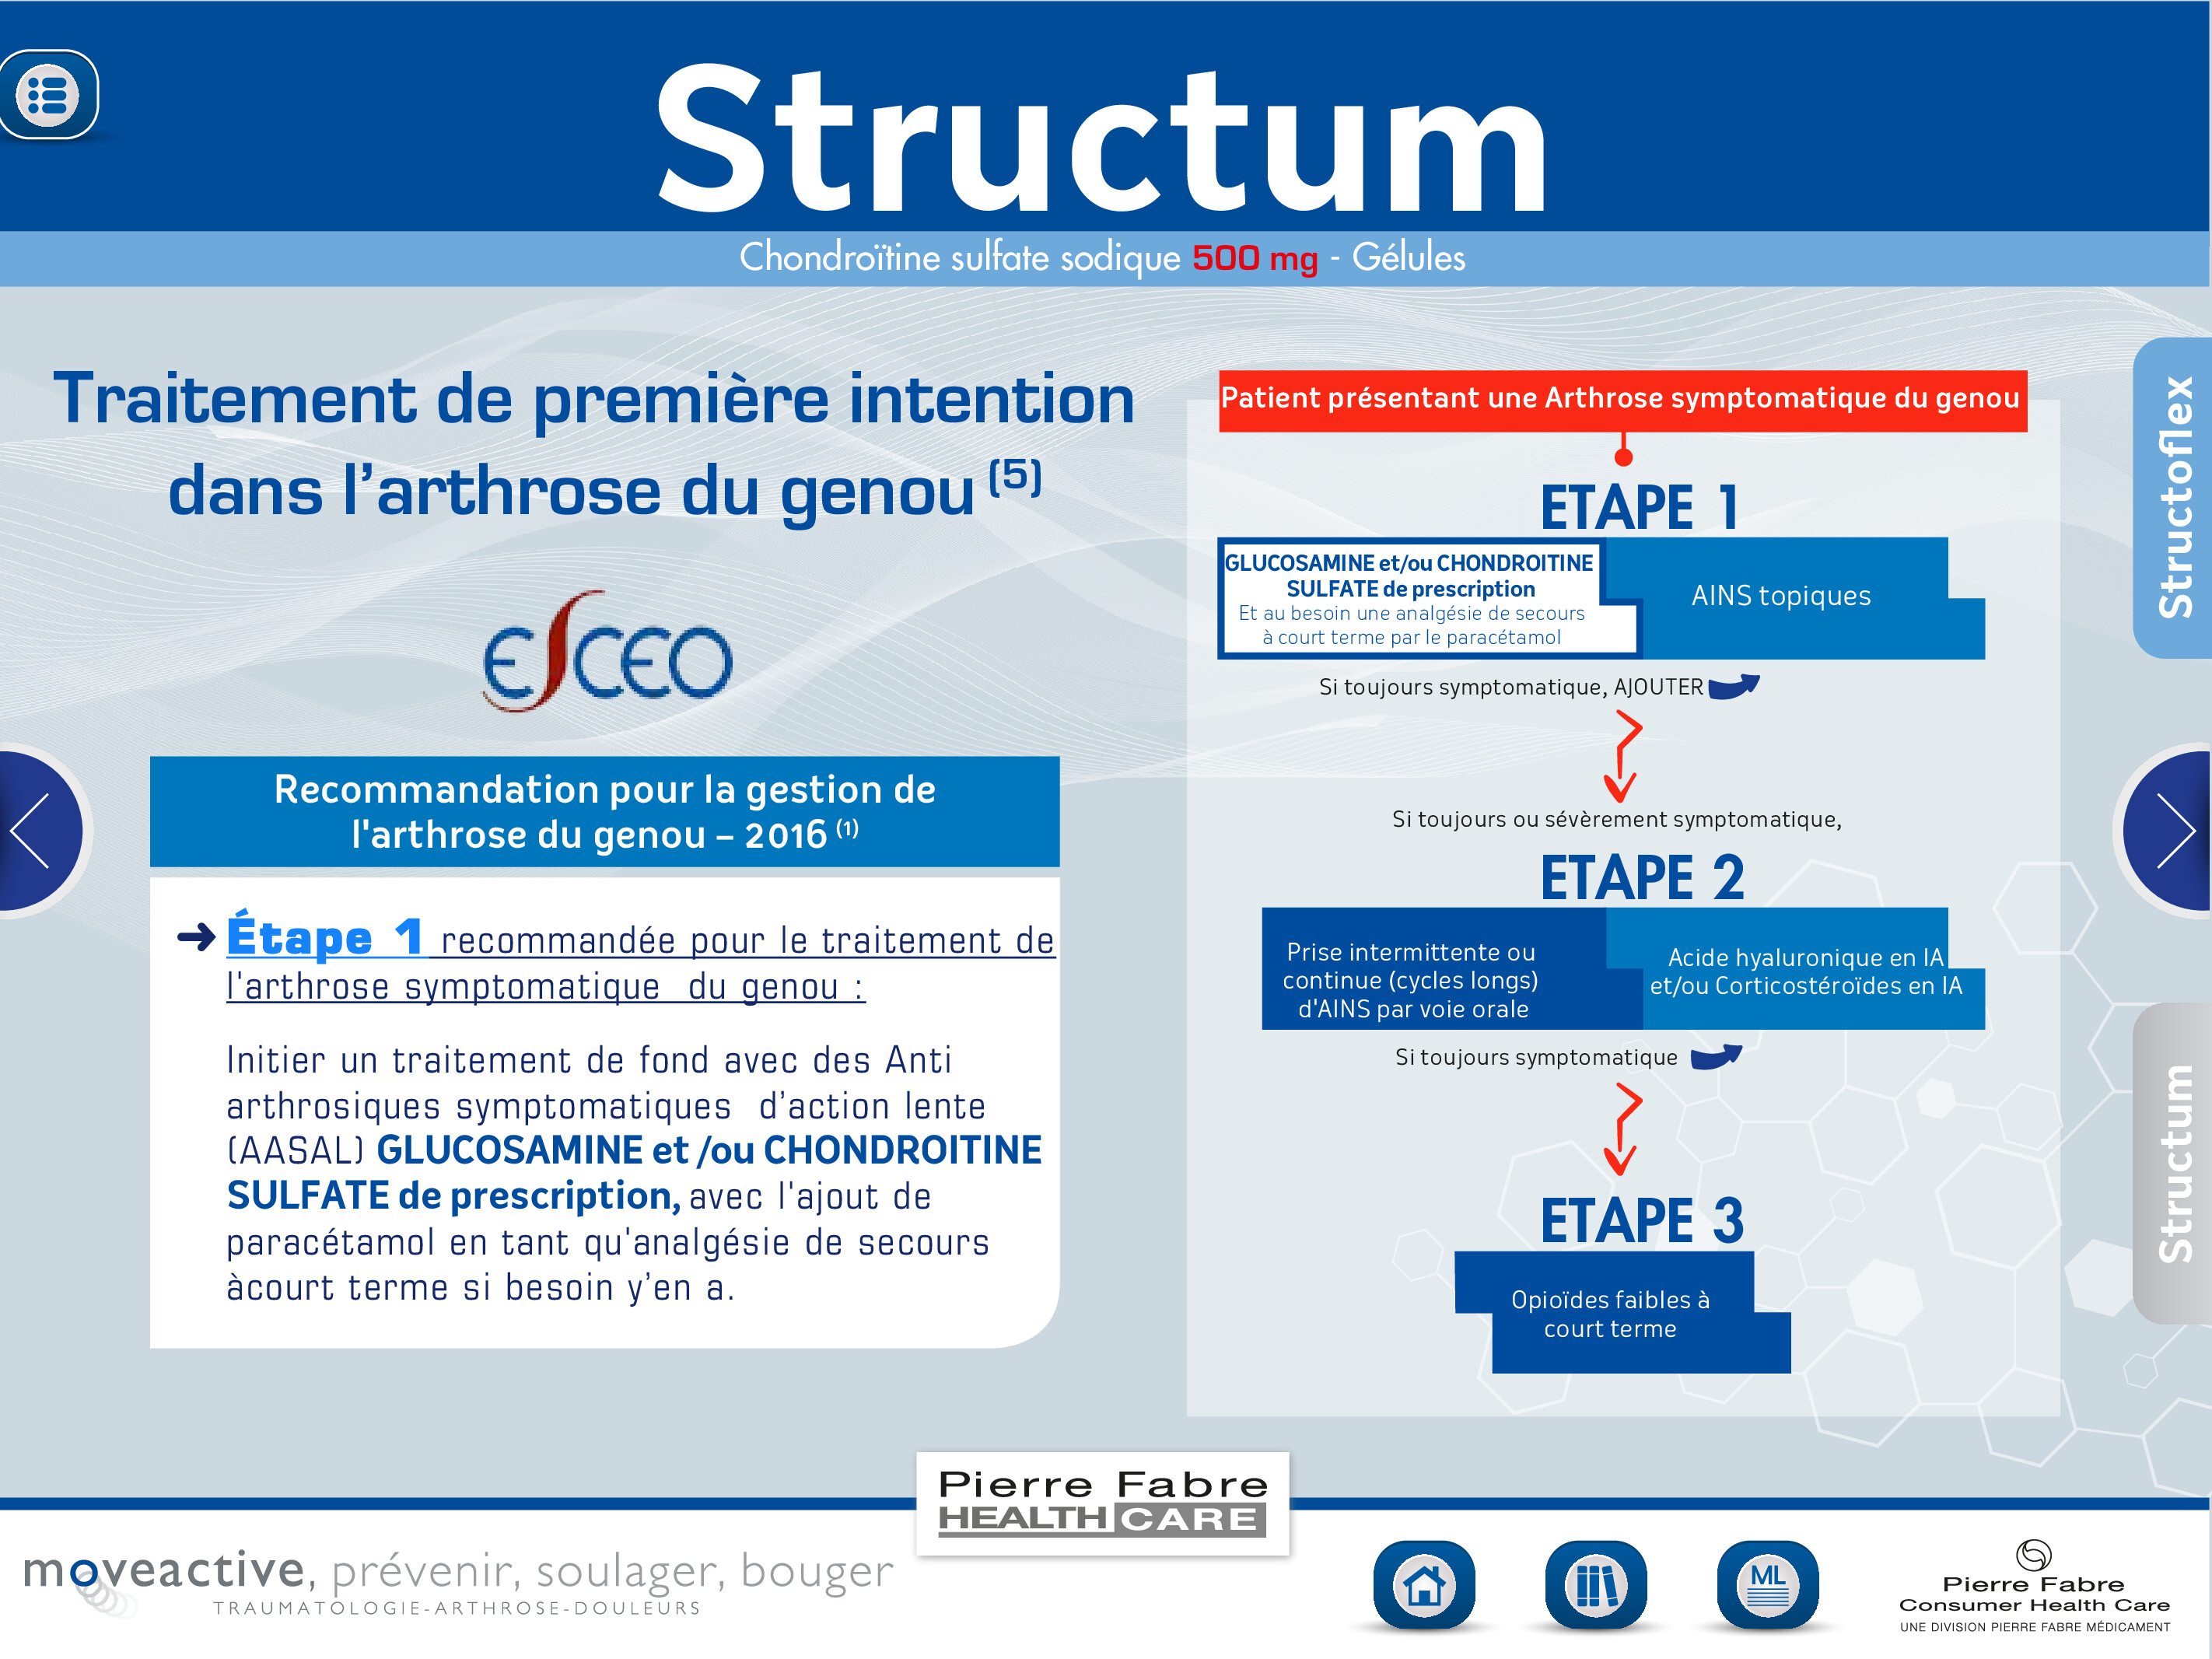 Structum
Chondroïtine sulfate sodique 500 mg - Gélules
Traitement de première intention
dans l’arthrose du genou (5)
ESCEO
Recommandation pour la gestion de
l'arthrose du genou – 2016 (1)
➜ Étape 1 recommandée pour le traitement de
l'arthrose symptomatique du genou :
Initier un traitement de fond avec des Anti
arthrosiques symptomatiques d’action lente
(AASAL) GLUCOSAMINE et /ou CHONDROITINE
SULFATE de prescription, avec l'ajout de
paracétamol en tant qu'analgésie de secours
àcourt terme si besoin y’en a.
Patient présentant une Arthrose symptomatique du genou
ETAPE 1
GLUCOSAMINE et/ou CHONDROITINE
SULFATE de prescription
Et au besoin une analgésie de secours
à court terme par le paracétamol
AINS topiques
Si toujours symptomatique, AJOUTER
Si toujours ou sévèrement symptomatique,
ETAPE 2
Prise intermittente ou
continue (cycles longs)
d'AINS par voie orale
Acide hyaluronique en IA
et/ou Corticostéroïdes en IA
Si toujours symptomatique
ETAPE 3
Opioïdes faibles à
court terme
Structoflex
Structum
Pierre Fabre
HEALTH CARE
moveactive, prévenir, soulager, bouger
TRAUMATOLOGIE-ARTHROSE-DOULEURS
ML
Pierre Fabre
Consumer Health Care
UNE DIVISION PIERRE FABRE MÉDICAMENT